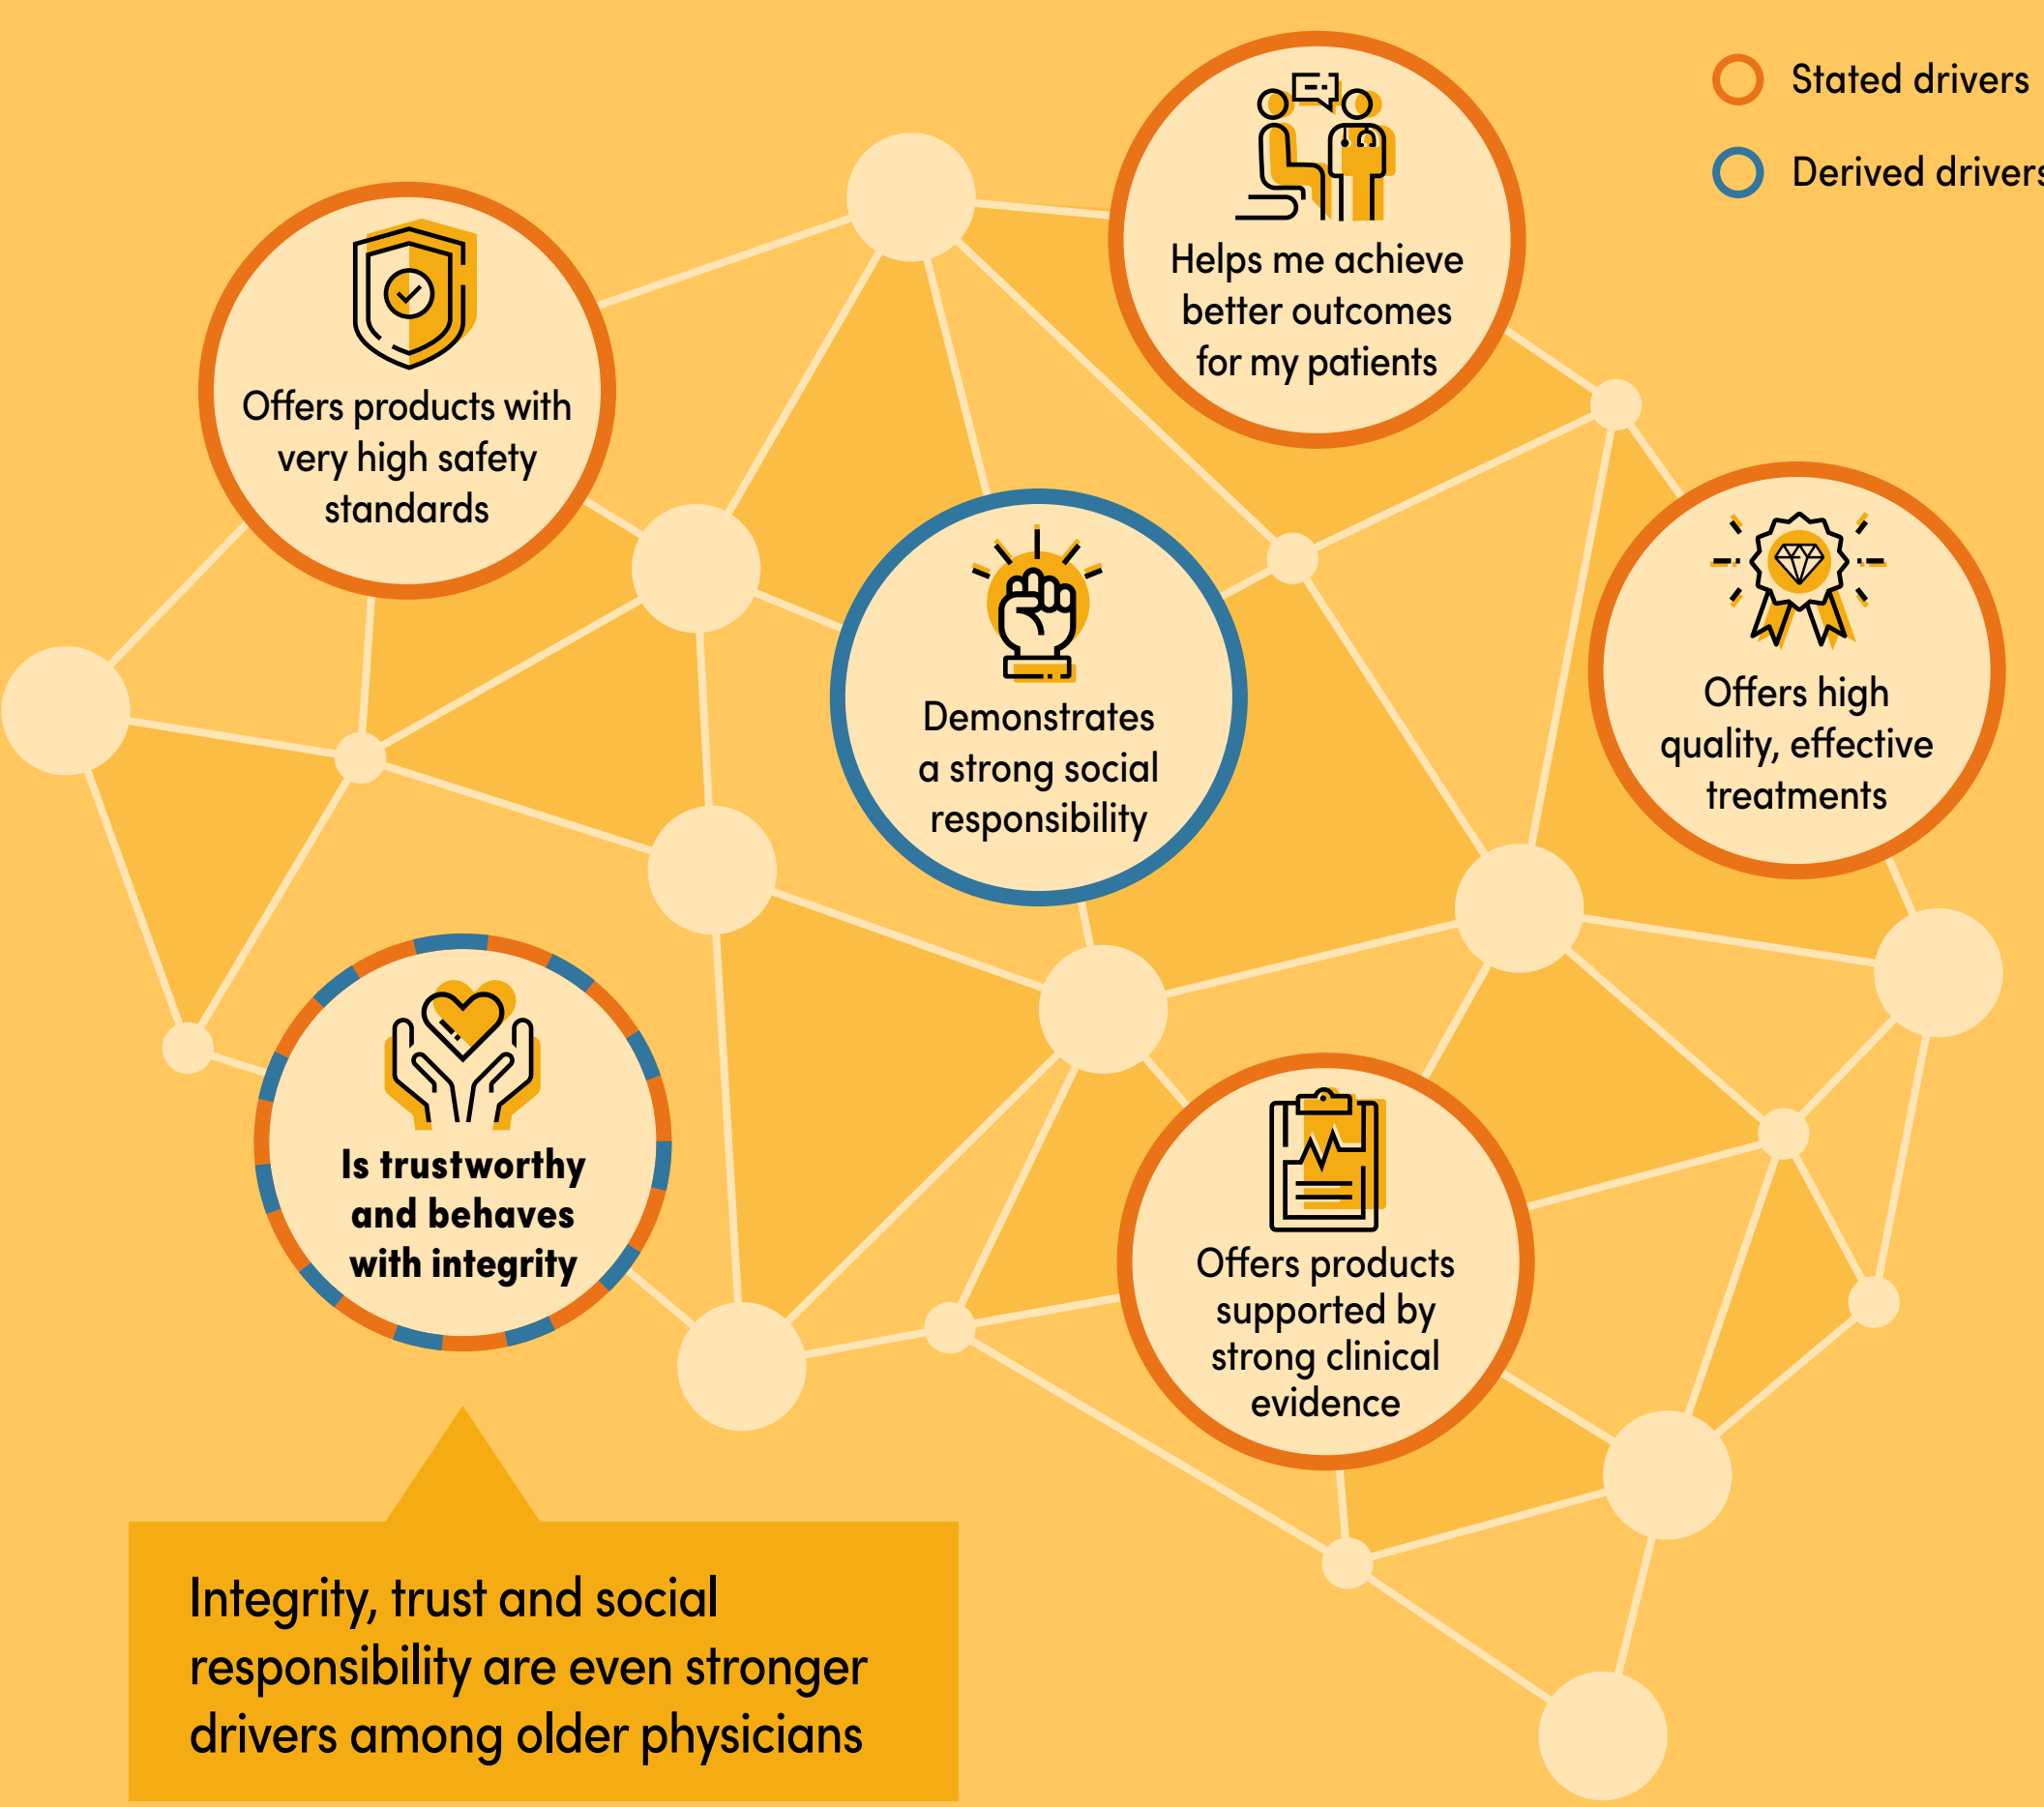 Stated drivers
Derived drivers
Helps me achieve
better outcomes
for my patients
Offers products with
very high safety
standards
Demonstrates
a strong social
responsibility
Offers high
quality, effective
treatments
Is trustworthy
and behaves
with integrity
Offers products
supported by
strong clinical
evidence
Integrity, trust and social
responsibility are even stronger
drivers among older physicians